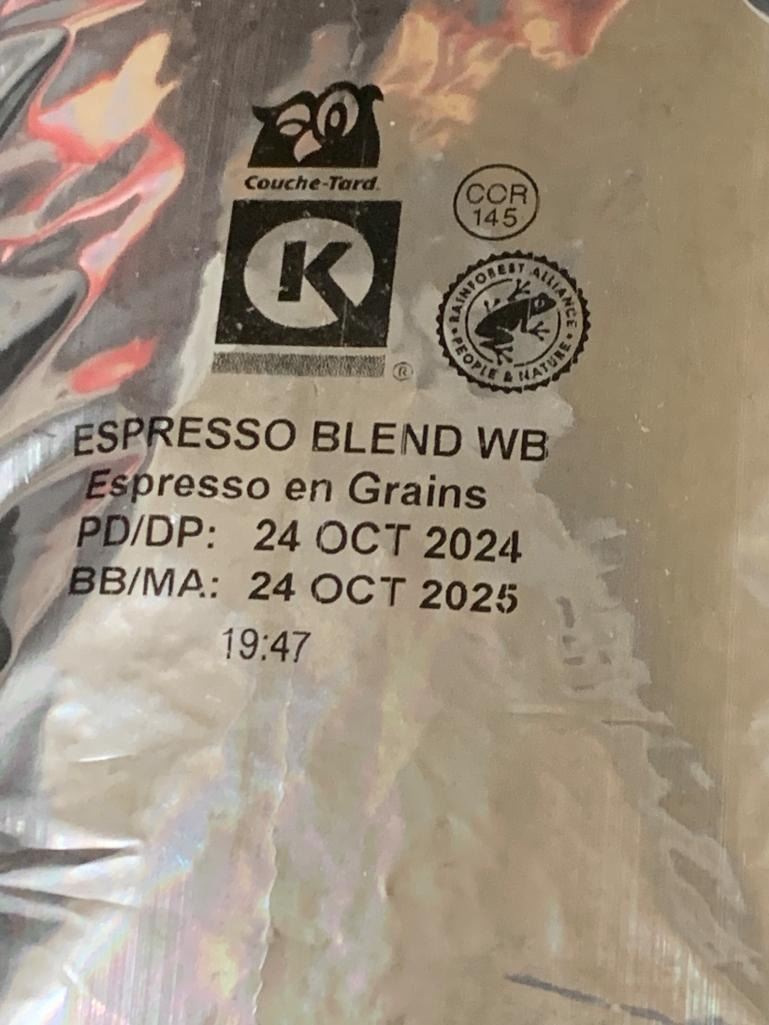 Couche-Tard
CCR
145
K
®
RAINFOREST ALLIANCE
• PEOPLE & NATURE •
ESPRESSO BLEND WB
Espresso en Grains
PD/DP: 24 OCT 2024
BB/MA: 24 OCT 2025
19:47